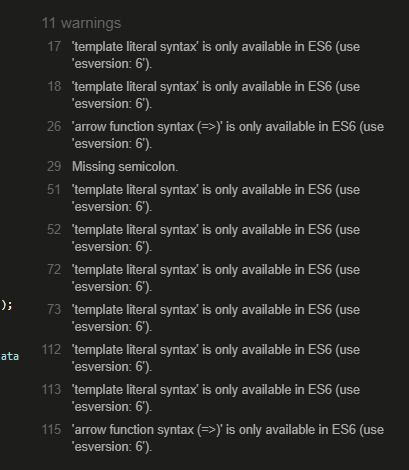 11 warnings
17 'template literal syntax' is only available in ES6 (use
'esversion: 6').
18 'template literal syntax' is only available in ES6 (use
'esversion: 6').
26 'arrow function syntax (=>)' is only available in ES6 (use
'esversion: 6').
29 Missing semicolon.
51 'template literal syntax' is only available in ES6 (use
'esversion: 6').
52 'template literal syntax' is only available in ES6 (use
'esversion: 6').
72 'template literal syntax' is only available in ES6 (use
'esversion: 6').
);
73 'template literal syntax' is only available in ES6 (use
'esversion: 6').
ata
112 'template literal syntax' is only available in ES6 (use
'esversion: 6').
113 'template literal syntax' is only available in ES6 (use
'esversion: 6').
115 'arrow function syntax (=>)' is only available in ES6 (use
'esversion: 6').